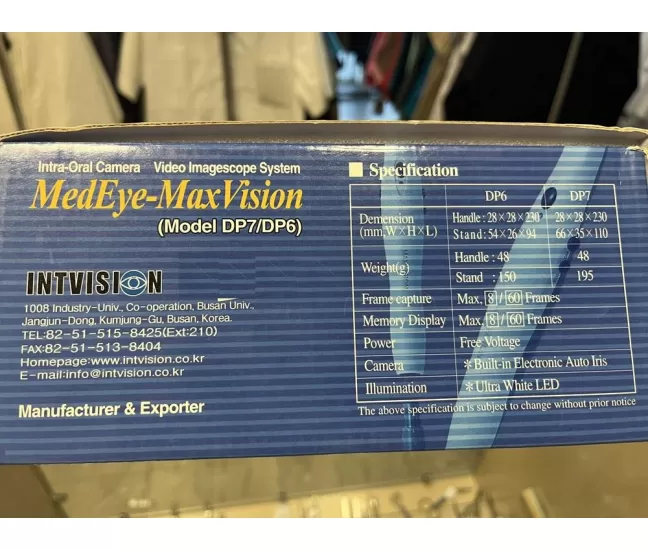 Intra-Oral Camera Video Imagescope System
MedEye-MaxVision
(Model DP7/DP6)
INTVISION
1008 Industry-Univ., Co-operation, Busan Univ.,
Jangjun-Dong, Kumjung-Gu, Busan, Korea.
TEL:82-51-515-8425(Ext:210)
FAX:82-51-513-8404
Homepage:www.intvision.co.kr
E-mail:info@intvision.co.kr
Manufacturer & Exporter
■ Specification
DP6 DP7
Demension (mm,W×H×L) Handle : 28×28×230 28×28×230
Stand : 54×26×94 66×35×110
Weight(g) Handle : 48 48
Stand : 150 195
Frame capture Max, 8 / 60 Frames
Memory Display Max, 8 / 60 Frames
Power Free Voltage
Camera *Built-in Electronic Auto Iris
Illumination *Ultra White LED
The above specification is subject to change without prior notice